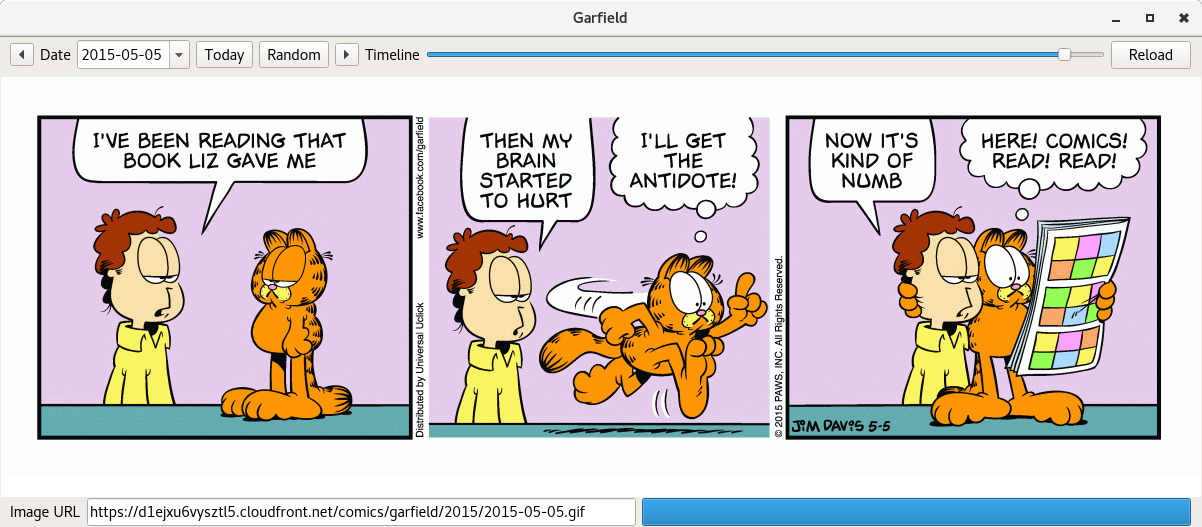 Garfield
Date 2015-05-05 Today Random Timeline Reload
I'VE BEEN READING THAT
BOOK LIZ GAVE ME
www.facebook.com/garfield
Distributed by Universal Uclick
THEN MY
BRAIN
STARTED
TO HURT
I'LL GET
THE
ANTIDOTE!
© 2015 PAWS, INC. All Rights Reserved.
NOW IT'S
KIND OF
NUMB
HERE! COMICS!
READ! READ!
JIM DAVIS 5-5
Image URL https://d1ejxu6vysztl5.cloudfront.net/comics/garfield/2015/2015-05-05.gif